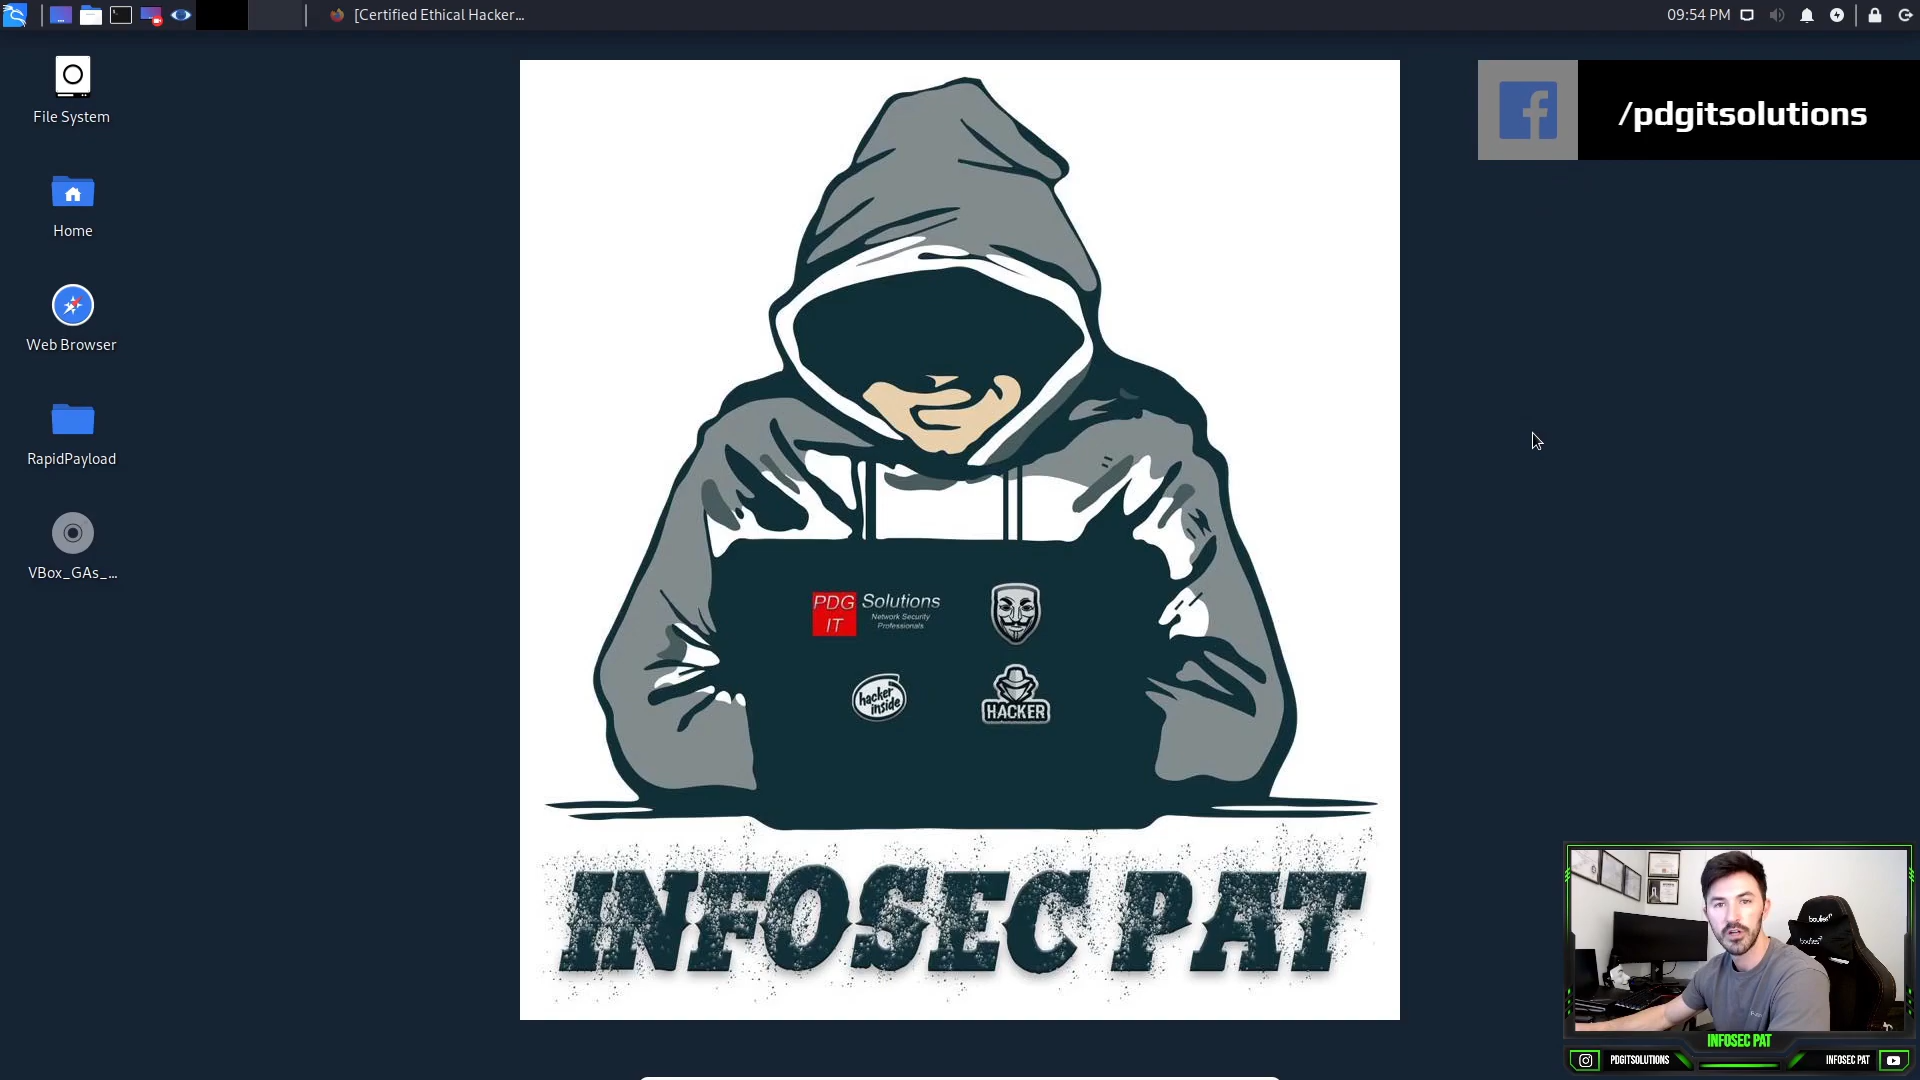 [Certified Ethical Hacker...
09:54 PM
File System
Home
Web Browser
RapidPayload
VBox_GAs_...
/pdgitsolutions
PDG Solutions
IT
Network Security
Professionals
hacker
inside
HACKER
INFOSEC PAT
INFOSEC PAT
PDGITSOLUTIONS
INFOSEC PAT